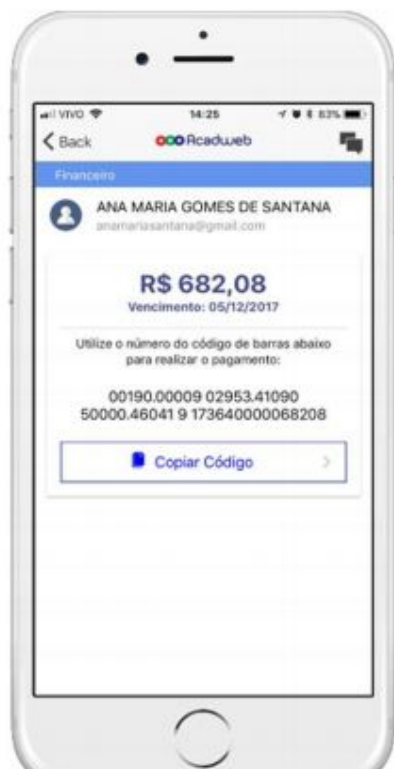 VIVO 14:25 83%
Back Acadweb
Financeiro
ANA MARIA GOMES DE SANTANA
anamariasantana@gmail.com
R$ 682,08
Vencimento: 05/12/2017
Utilize o número do código de barras abaixo
para realizar o pagamento:
00190.00009 02953.41090
50000.46041 9 173640000068208
Copiar Código